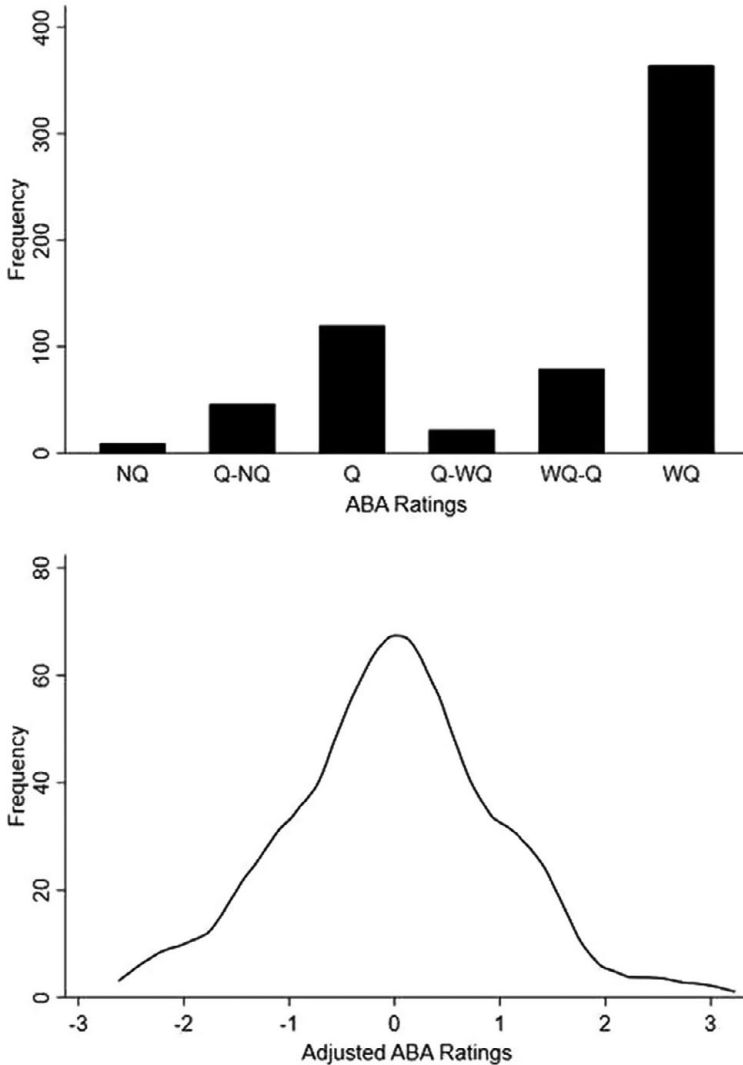 400
300
200
100
0
Frequency
NQ Q-NQ Q Q-WQ WQ-Q WQ
ABA Ratings
80
60
40
20
0
Frequency
-3 -2 -1 0 1 2 3
Adjusted ABA Ratings